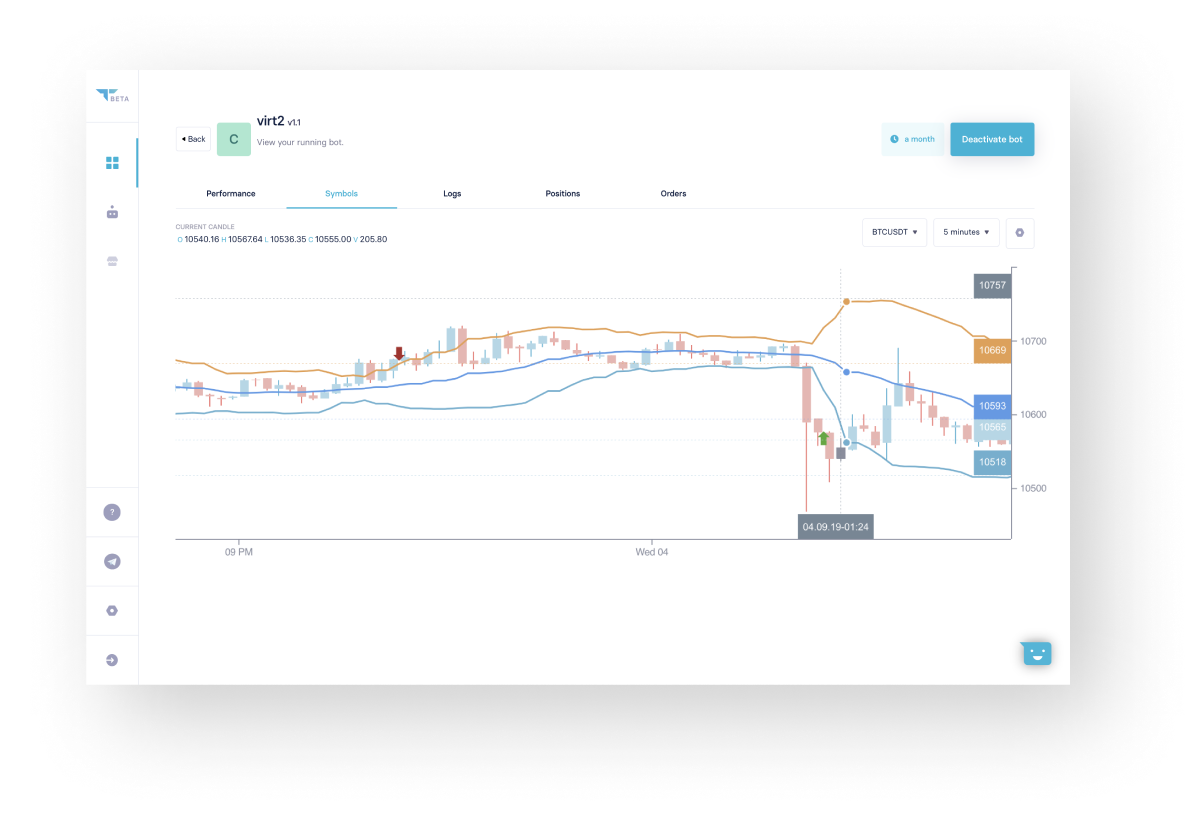 BETA
virt2 v1.1
◂ Back
C
View your running bot.
a month
Deactivate bot
Performance
Symbols
Logs
Positions
Orders
CURRENT CANDLE
O 10540.16 H 10567.64 L 10536.35 C 10555.00 V 205.80
BTCUSDT ▾
5 minutes ▾
10757
10700
10669
10593
10600
10565
10518
10500
?
04.09.19-01:24
09 PM
Wed 04